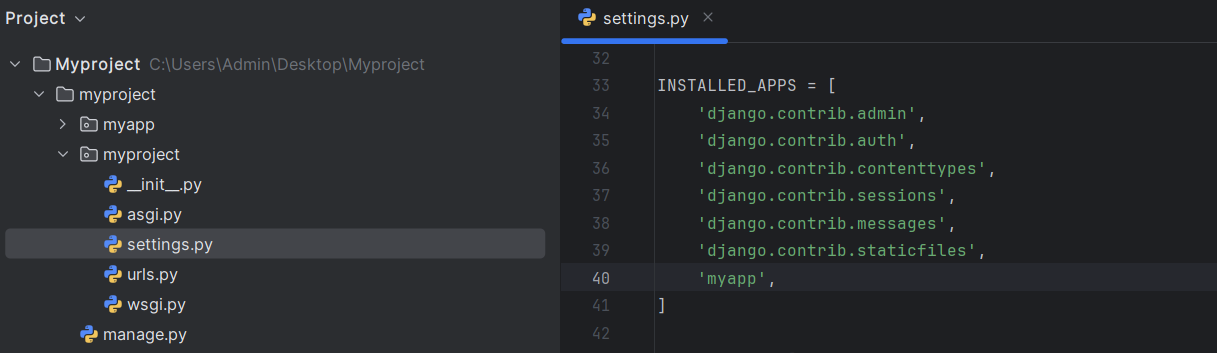 Project
Myproject C:\Users\Admin\Desktop\Myproject
myproject
myapp
myproject
__init__.py
asgi.py
settings.py
urls.py
wsgi.py
manage.py
settings.py
32
33 INSTALLED_APPS = [
34     'django.contrib.admin',
35     'django.contrib.auth',
36     'django.contrib.contenttypes',
37     'django.contrib.sessions',
38     'django.contrib.messages',
39     'django.contrib.staticfiles',
40     'myapp',
41 ]
42